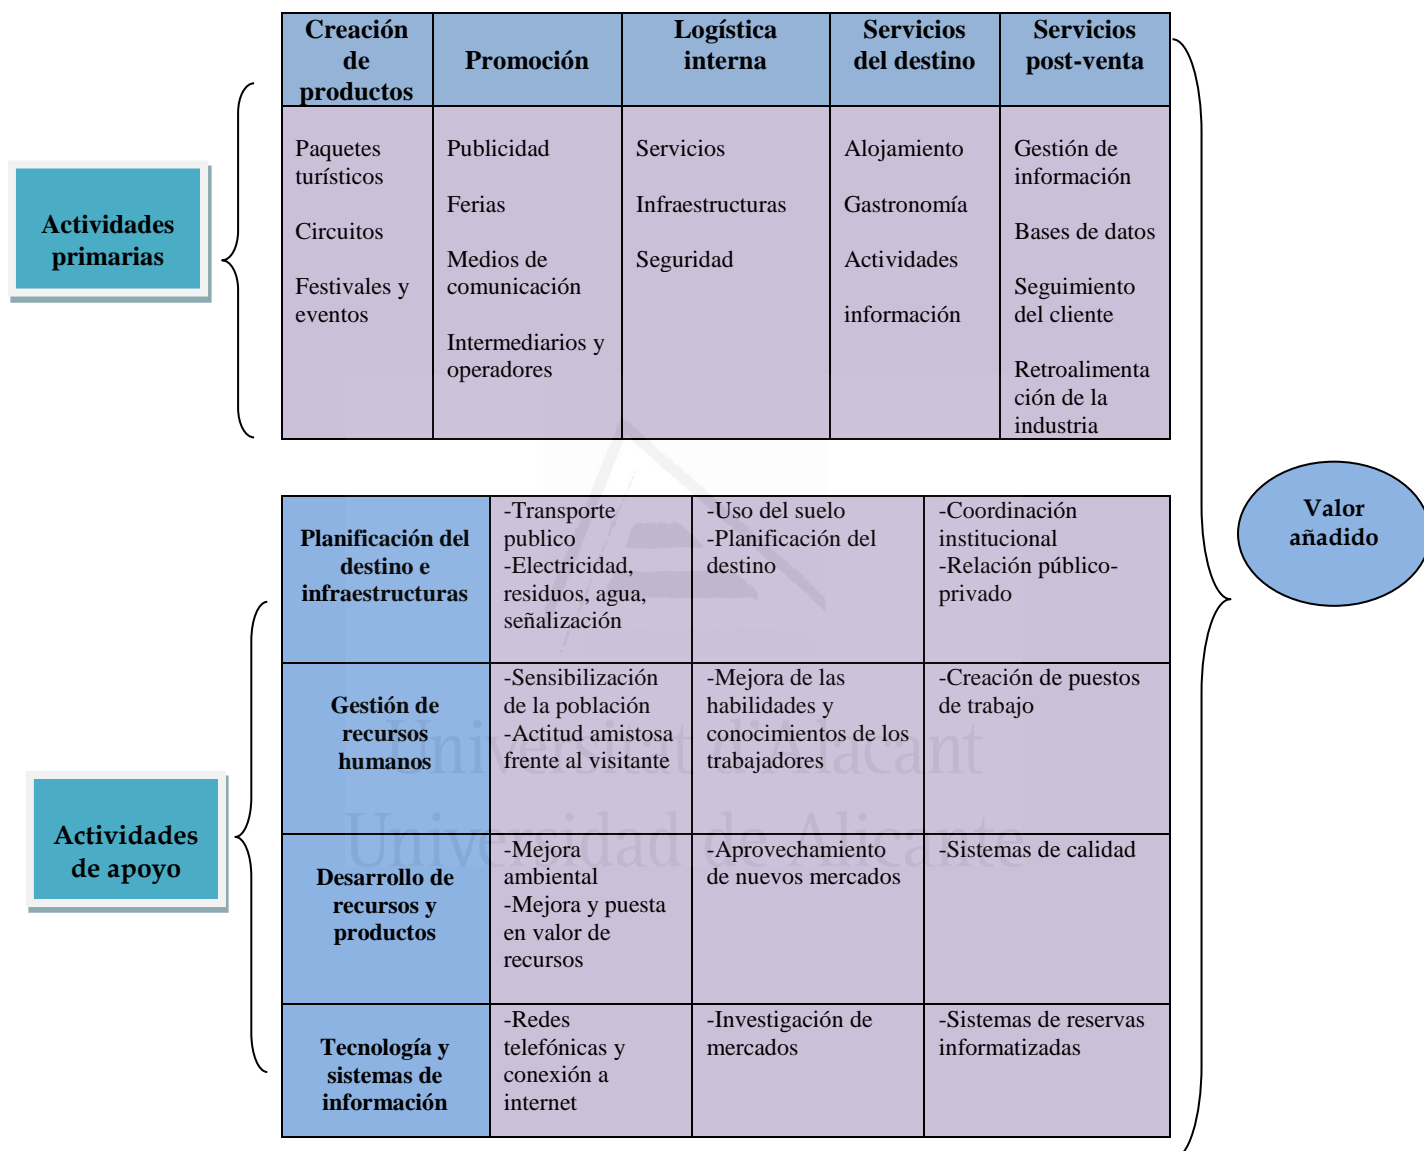 Creación
de
productos
Promoción
Logística
interna
Servicios
del destino
Servicios
post-venta
Actividades
primarias
Paquetes
turísticos
Circuitos
Festivales y
eventos
Publicidad
Ferias
Medios de
comunicación
Intermediarios y
operadores
Servicios
Infraestructuras
Seguridad
Alojamiento
Gastronomía
Actividades
información
Gestión de
información
Bases de datos
Seguimiento
del cliente
Retroalimenta
ción de la
industria
Valor
añadido
Actividades
de apoyo
Planificación del
destino e
infraestructuras
-Transporte
publico
-Electricidad,
residuos, agua,
señalización
-Uso del suelo
-Planificación del
destino
-Coordinación
institucional
-Relación público-
privado
Gestión de
recursos
humanos
-Sensibilización
de la población
-Actitud amistosa
frente al visitante
-Mejora de las
habilidades y
conocimientos de los
trabajadores
-Creación de puestos
de trabajo
Desarrollo de
recursos y
productos
-Mejora
ambiental
-Mejora y puesta
en valor de
recursos
-Aprovechamiento
de nuevos mercados
-Sistemas de calidad
Tecnología y
sistemas de
información
-Redes
telefónicas y
conexión a
internet
-Investigación de
mercados
-Sistemas de reservas
informatizadas
Universitat d'Alacant
Universidad de Alicante